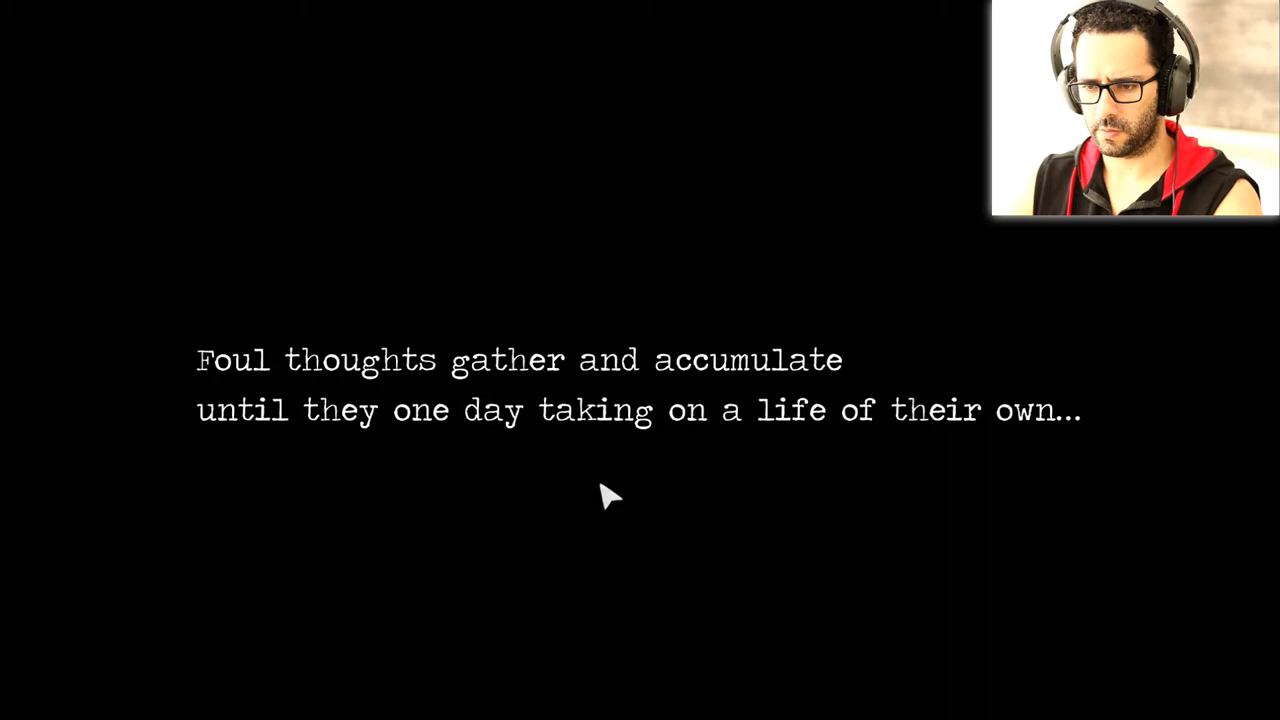 Foul thoughts gather and accumulate
until they one day taking on a life of their own...